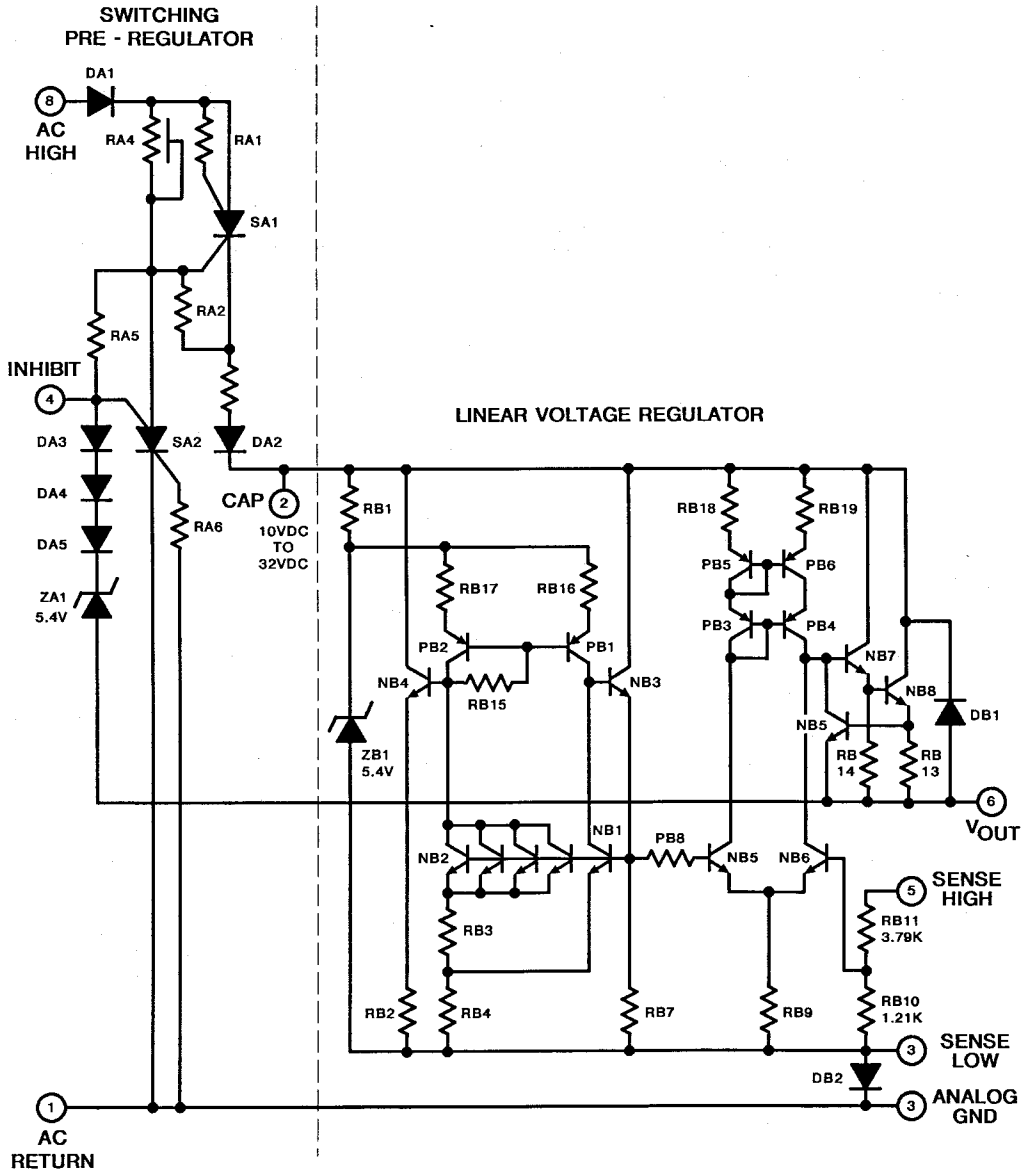 SWITCHING
PRE - REGULATOR
DA1
8
AC
HIGH
RA4
RA1
SA1
RA2
RA5
INHIBIT
4
LINEAR VOLTAGE REGULATOR
DA3
SA2
DA2
DA4
CAP
2
10VDC
TO
32VDC
RB1
RB18
RB19
RA6
DA5
ZA1
5.4V
RB17
RB16
PB5
PB6
PB2
PB1
PB3
PB4
NB4
RB15
NB3
NB7
NB8
NB5
DB1
ZB1
5.4V
RB
14
RB
13
6
VOUT
NB2
NB1
PB8
NB5
NB6
5
SENSE
HIGH
RB3
RB11
3.79K
RB2
RB4
RB7
RB9
RB10
1.21K
3
SENSE
LOW
DB2
1
AC
RETURN
3
ANALOG
GND